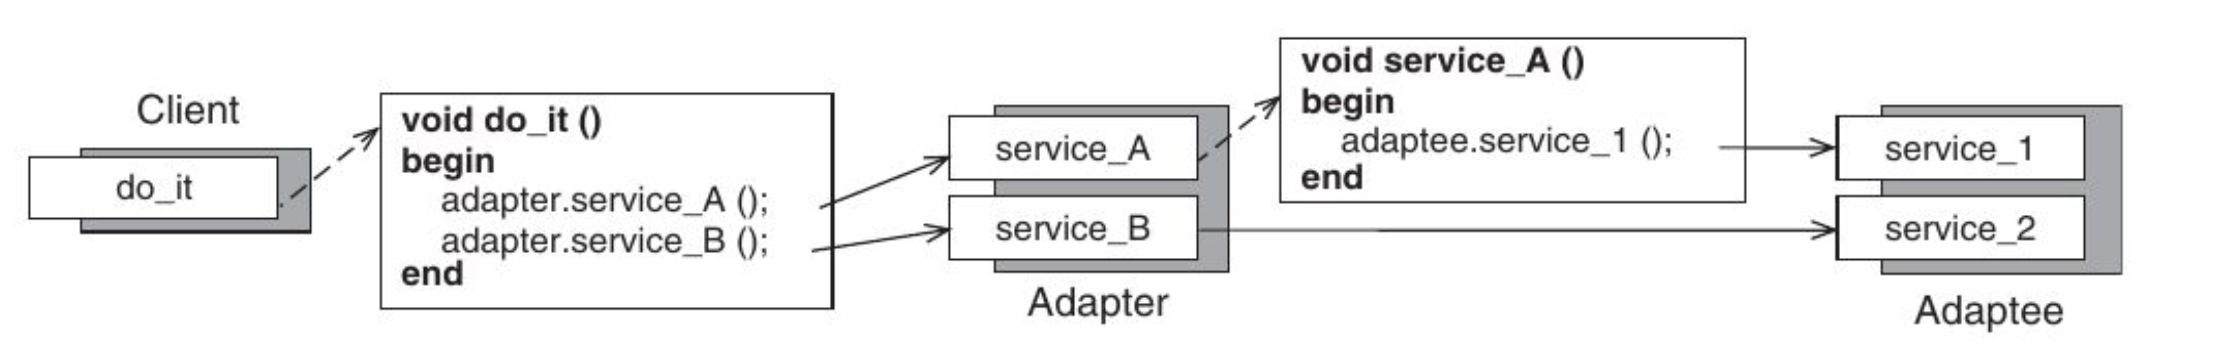 Client
do_it
void do_it ()
begin
adapter.service_A ();
adapter.service_B ();
end
service_A
service_B
Adapter
void service_A ()
begin
adaptee.service_1 ();
end
service_1
service_2
Adaptee